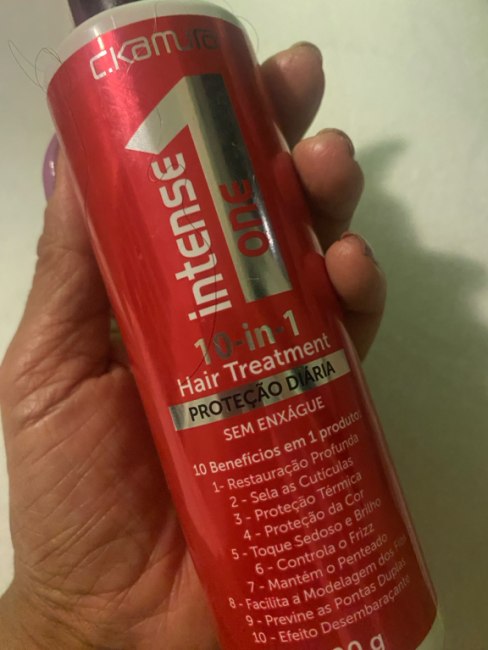 c.kamura
intense
one
10-in-1
Hair Treatment
PROTEÇÃO DIÁRIA
SEM ENXÁGUE
10 Benefícios em 1 produto:
1- Restauração Profunda
2 - Sela as Cutículas
3 - Proteção Térmica
4 - Proteção da Cor
5 - Toque Sedoso e Brilho
6 - Controla o Frizz
7 - Mantém o Penteado
8 - Facilita a Modelagem dos Fios
9 - Previne as Pontas Duplas
10 - Efeito Desembaraçante